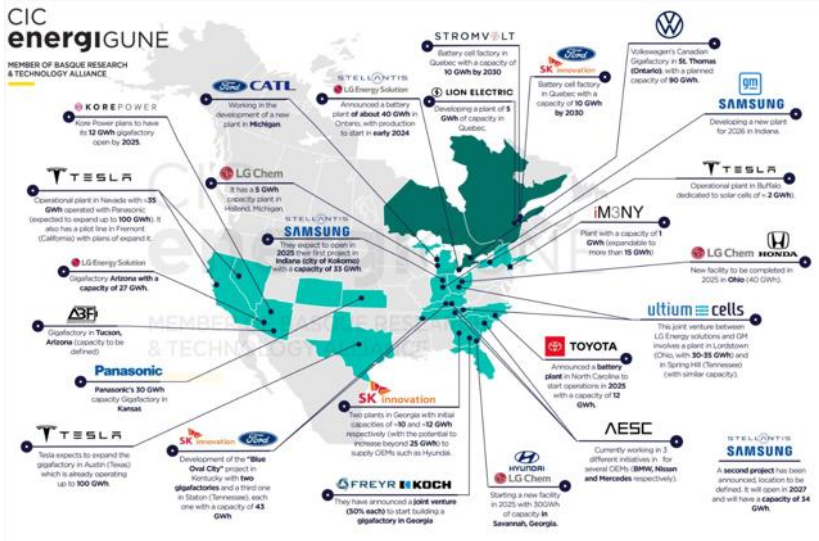 CIC
energiGUNE
MEMBER OF BASQUE RESEARCH
& TECHNOLOGY ALLIANCE
KOREPOWER
Kore Power plans to have
its 12 GWh gigafactory
open by 2025.
Ford CATL
Working in the
development of a new
plant in Michigan.
STELLANTIS
LG Energy Solution
Announced a battery
plant of about 40 GWh in
Ontario, with production
to start in early 2024
STROMVOLT
Battery cell factory in
Quebec with a capacity of
10 GWh by 2030
LION ELECTRIC
Developing a plant of 5
GWh of capacity in
Quebec.
Ford
SK innovation
Battery cell factory
in Quebec with a
capacity of 10 GWh
by 2030
Volkswagen's Canadian
Gigafactory in St. Thomas
(Ontario), with a planned
capacity of 90 GWh.
gm
SAMSUNG
Developing a new plant
for 2026 in Indiana.
TESLA
Operational plant in Nevada with ≈35
GWh operated with Panasonic
(expected to expand up to 100 GWh). It
also has a pilot line in Fremont
(California) with plans of expand it.
LG Chem
It has a 5 GWh
capacity plant in
Holland, Michigan.
STELLANTIS
SAMSUNG
They expect to open in
2025 their first project in
Indiana (city of Kokomo)
with a capacity of 33 GWh.
TESLA
Operational plant in Buffalo
dedicated to solar cells of ≈ 2 GWh).
iM3NY
Plant with a capacity of 1
GWh (expandable to
more than 15 GWh)
LG Chem HONDA
New facility to be completed in
2025 in Ohio (40 GWh).
LG Energy Solution
Gigafactory Arizona with a
capacity of 27 GWh.
ABF
Gigafactory in Tucson,
Arizona (capacity to be
defined)
Panasonic
Panasonic's 30 GWh
capacity Gigafactory in
Kansas
ultium cells
This joint venture between
LG Energy solutions and GM
involves a plant in Lordstown
(Ohio, with 30-35 GWh) and
in Spring Hill (Tennessee)
(with similar capacity).
TOYOTA
Announced a battery
plant in North Carolina to
start operations in 2025
with a capacity of 12
GWh.
TESLA
Tesla expects to expand the
gigafactory in Austin (Texas)
which is already operating
up to 100 GWh.
SK innovation Ford
Development of the "Blue
Oval City" project in
Kentucky with two
gigafactories and a third one
in Staton (Tennessee), each
one with a capacity of 43
GWh
SK innovation
Two plants in Georgia with initial
capacities of ≈10 and ≈12 GWh
respectively (with the potential to
increase beyond 25 GWh) to
supply OEMs such as Hyundai.
FREYR KOCH
They have announced a joint venture
(50% each) to start building a
gigafactory in Georgia
HYUNDAI
LG Chem
Starting a new facility
in 2025 with 30GWh
of capacity in
Savannah, Georgia.
AESC
Currently working in 3
different initiatives in for
several OEMs (BMW, Nissan
and Mercedes respectively).
STELLANTIS
SAMSUNG
A second project has been
announced, location to be
defined. It will open in 2027
and will have a capacity of 34
GWh.